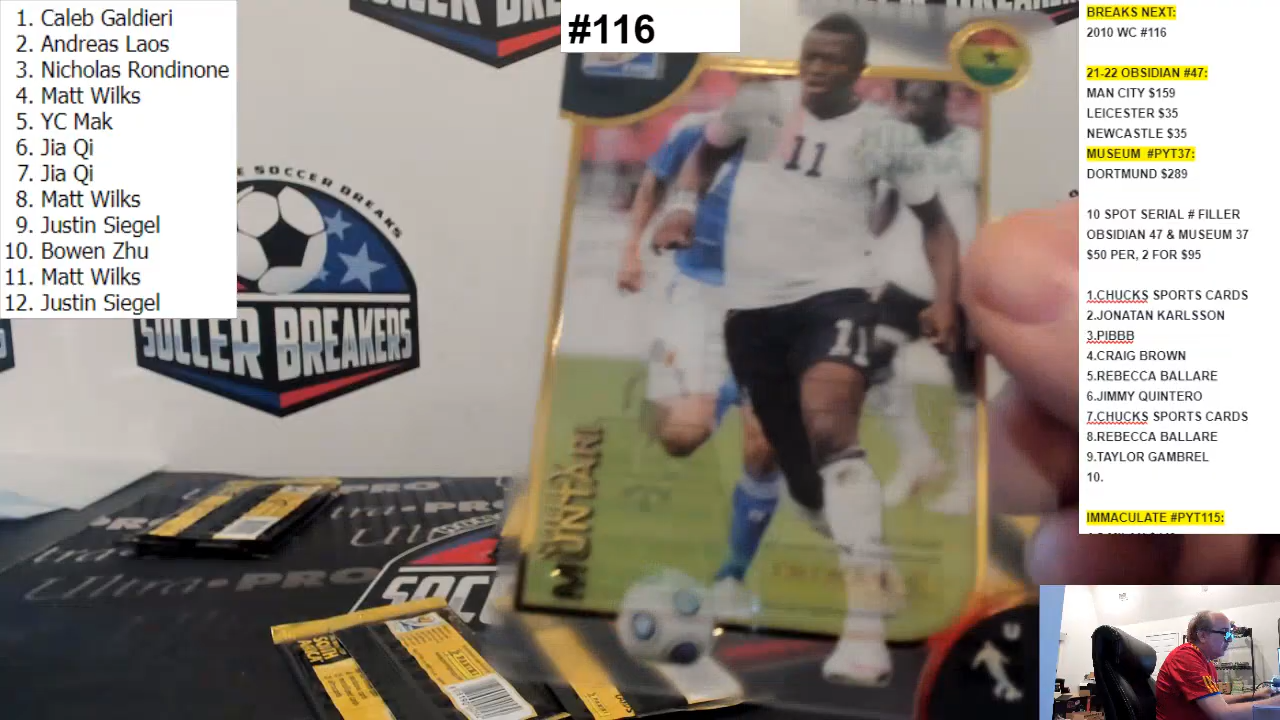 1. Caleb Galdieri
2. Andreas Laos
3. Nicholas Rondinone
4. Matt Wilks
5. YC Mak
6. Jia Qi
7. Jia Qi
8. Matt Wilks
9. Justin Siegel
10. Bowen Zhu
11. Matt Wilks
12. Justin Siegel
#116
BREAKS NEXT:
2010 WC #116
21-22 OBSIDIAN #47:
MAN CITY $159
LEICESTER $35
NEWCASTLE $35
MUSEUM #PYT37:
DORTMUND $289
10 SPOT SERIAL # FILLER
OBSIDIAN 47 & MUSEUM 37
$50 PER, 2 FOR $95
1.CHUCKS SPORTS CARDS
2.JONATAN KARLSSON
3.PIBBB
4.CRAIG BROWN
5.REBECCA BALLARE
6.JIMMY QUINTERO
7.CHUCKS SPORTS CARDS
8.REBECCA BALLARE
9.TAYLOR GAMBREL
10.
IMMACULATE #PYT115:
SOCCER BREAKS
SOCCER BREAKERS
11
11
MUNTARI
Ultra-PRO
SOCC